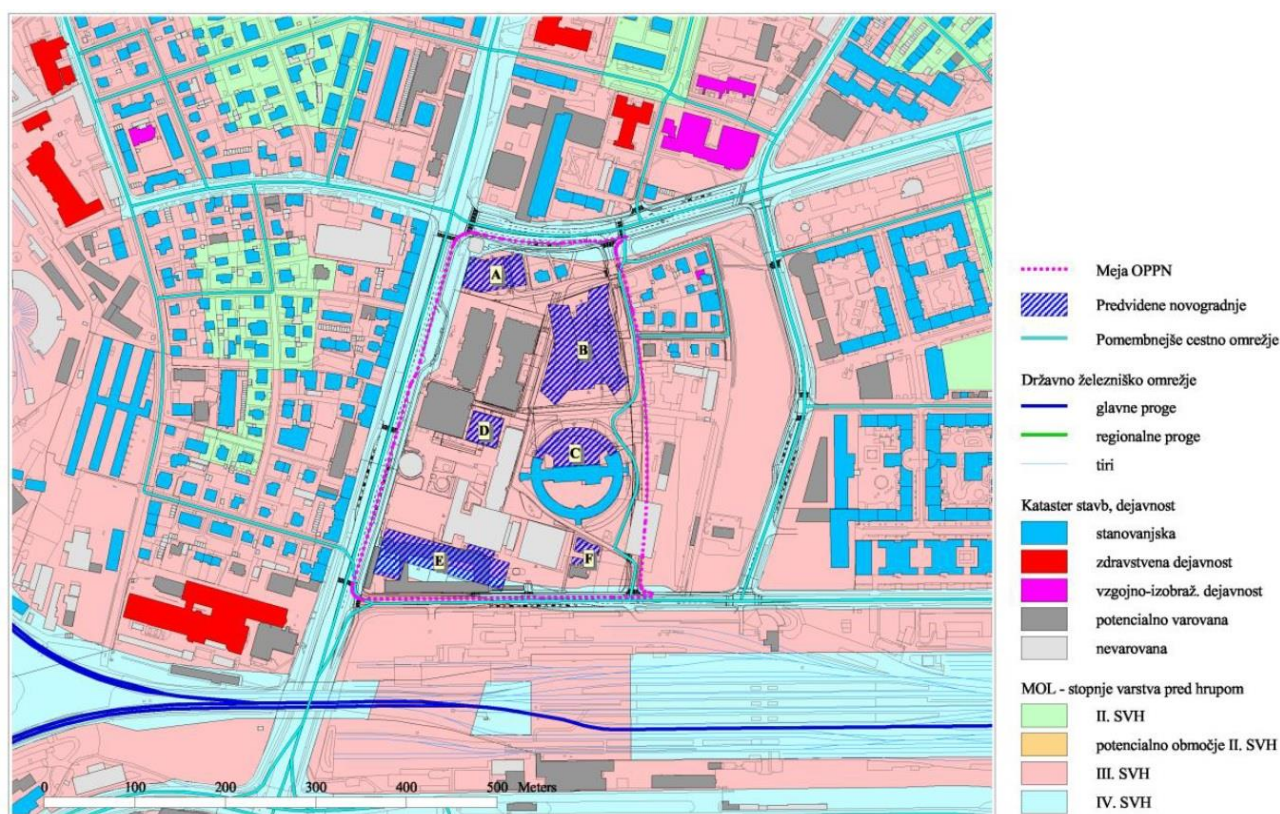 A
B
D
C
E
F
0 100 200 300 400 500 Meters
Meja OPPN
Predvidene novogradnje
Pomembnejše cestno omrežje
Državno železniško omrežje
glavne proge
regionalne proge
tiri
Kataster stavb, dejavnost
stanovanjska
zdravstvena dejavnost
vzgojno-izobraž. dejavnost
potencialno varovana
nevarovana
MOL - stopnje varstva pred hrupom
II. SVH
potencialno območje II. SVH
III. SVH
IV. SVH